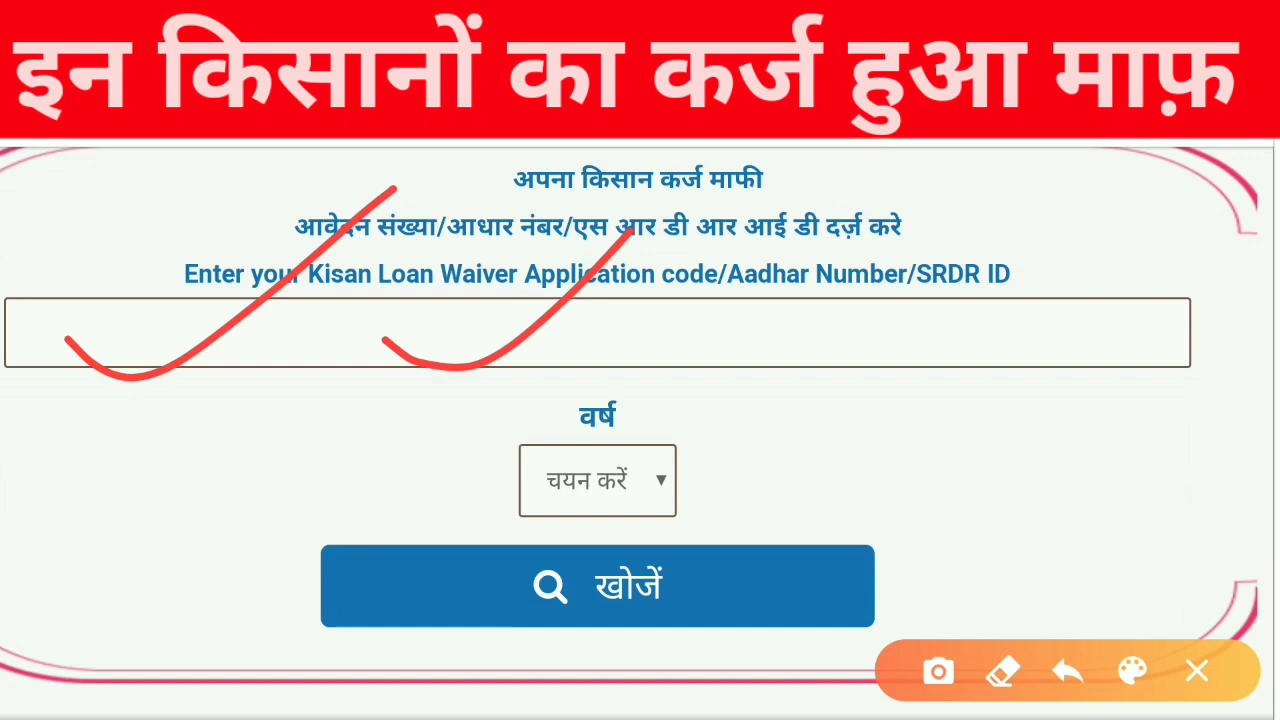 इन किसानों का कर्ज हुआ माफ़
अपना किसान कर्ज माफी
आवेदन संख्या/आधार नंबर/एस आर डी आर आई डी दर्ज़ करे
Enter your Kisan Loan Waiver Application code/Aadhar Number/SRDR ID
वर्ष
चयन करें
खोजें